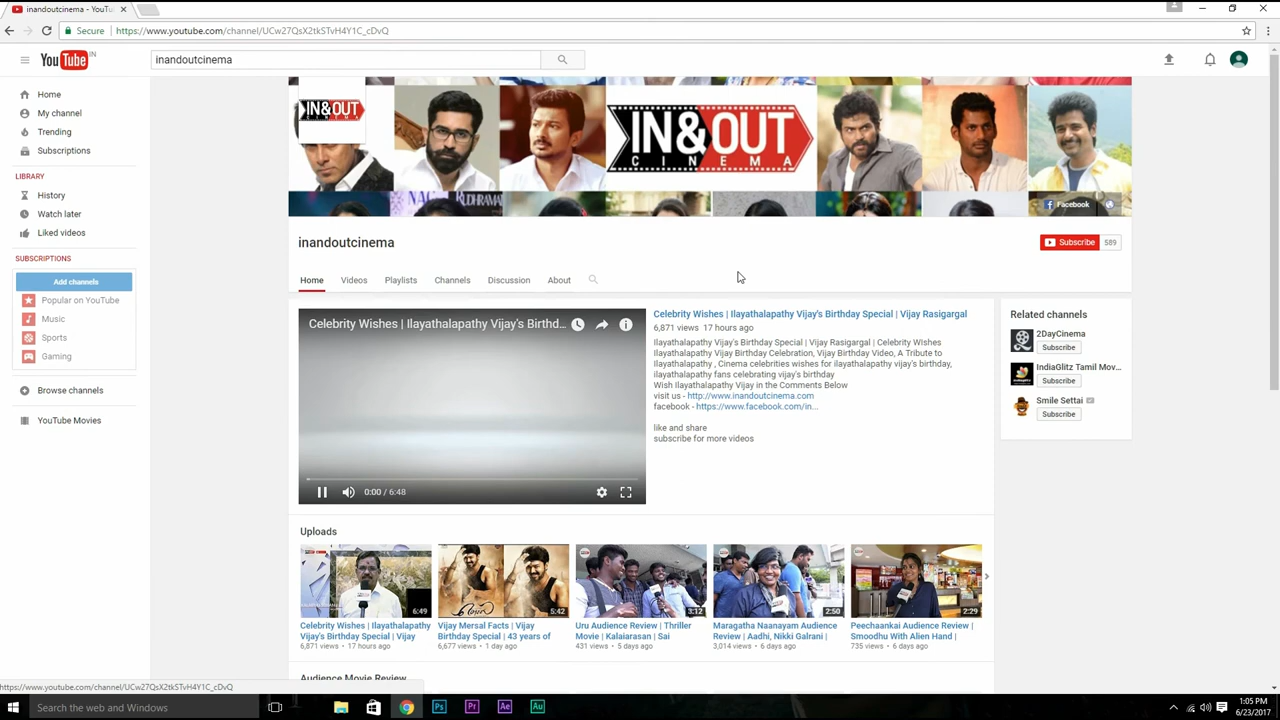 inandoutcinema - YouTube
Secure
https://www.youtube.com/channel/UCw27QsX2tkSTvH4Y1C_cDvQ
YouTube IN
inandoutcinema
Home
My channel
Trending
Subscriptions
LIBRARY
History
Watch later
Liked videos
SUBSCRIPTIONS
Add channels
Popular on YouTube
Music
Sports
Gaming
Browse channels
YouTube Movies
IN&OUT
CINEMA
IN&OUT
CINEMA
Facebook
inandoutcinema
Subscribe 589
Home Videos Playlists Channels Discussion About
Celebrity Wishes | Ilayathalapathy Vijay's Birthd...
0:00 / 6:48
Celebrity Wishes | Ilayathalapathy Vijay's Birthday Special | Vijay Rasigargal
6,871 views 17 hours ago
Ilayathalapathy Vijay's Birthday Special | Vijay Rasigargal | Celebrity WIshes
Ilayathalapathy Vijay Birthday Celebration, Vijay Birthday Video, A Tribute to
Ilayathalapathy , Cinema celebrities wishes for ilayathalapathy vijay's birthday,
ilayathalapathy fans celebrating vijay's birthday
Wish Ilayathalapathy Vijay in the Comments Below
visit us - http://www.inandoutcinema.com
facebook - https://www.facebook.com/in...
like and share
subscribe for more videos
Related channels
2DayCinema
Subscribe
IndiaGlitz Tamil Mov...
Subscribe
Smile Settai
Subscribe
Uploads
6:49
Celebrity Wishes | Ilayathalapathy
Vijay's Birthday Special | Vijay
6,871 views • 17 hours ago
5:42
Vijay Mersal Facts | Vijay
Birthday Special | 43 years of
6,677 views • 1 day ago
3:12
Uru Audience Review | Thriller
Movie | Kalaiarasan | Sai
431 views • 5 days ago
2:50
Maragatha Naanayam Audience
Review | Aadhi, Nikki Galrani |
3,014 views • 6 days ago
2:29
Peechaankai Audience Review |
Smoodhu With Alien Hand |
735 views • 6 days ago
Audience Movie Review
https://www.youtube.com/channel/UCw27QsX2tkSTvH4Y1C_cDvQ
Search the web and Windows
Ps
Pr
Ae
Au
1:05 PM
6/23/2017